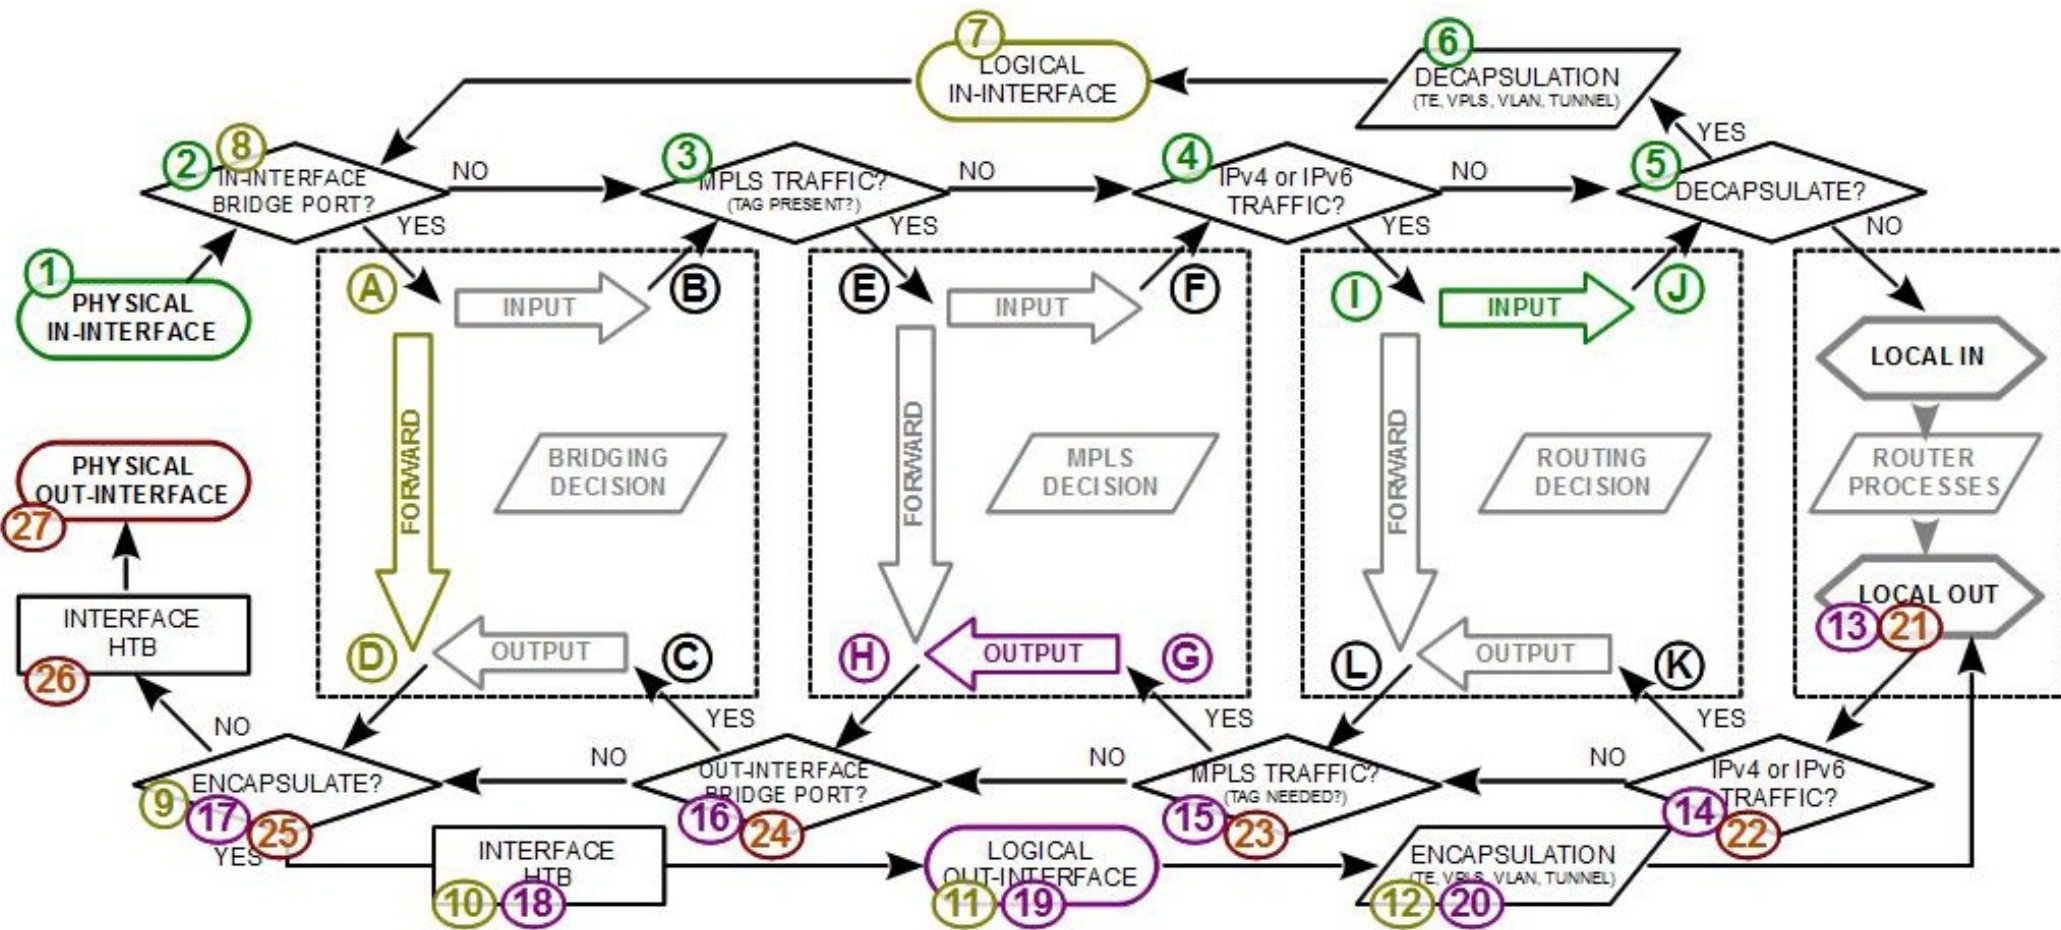 7
LOGICAL
IN-INTERFACE
6
DECAPSULATION
(TE, VPLS, VLAN, TUNNEL)
YES
2
8
IN-INTERFACE
BRIDGE PORT?
NO
YES
3
MPLS TRAFFIC?
(TAG PRESENT?)
NO
YES
4
IPv4 or IPv6
TRAFFIC?
NO
YES
5
DECAPSULATE?
NO
1
PHYSICAL
IN-INTERFACE
A
INPUT
B
E
INPUT
F
I
INPUT
J
LOCAL IN
FORWARD
BRIDGING
DECISION
FORWARD
MPLS
DECISION
FORWARD
ROUTING
DECISION
ROUTER
PROCESSES
PHYSICAL
OUT-INTERFACE
27
INTERFACE
HTB
26
LOCAL OUT
13
21
D
OUTPUT
C
H
OUTPUT
G
L
OUTPUT
K
NO
YES
YES
YES
ENCAPSULATE?
9
17
25
YES
NO
OUT-INTERFACE
BRIDGE PORT?
16
24
NO
MPLS TRAFFIC?
(TAG NEEDED?)
15
23
NO
IPv4 or IPv6
TRAFFIC?
14
22
INTERFACE
HTB
10
18
LOGICAL
OUT-INTERFACE
11
19
ENCAPSULATION
(TE, VPLS, VLAN, TUNNEL)
12
20